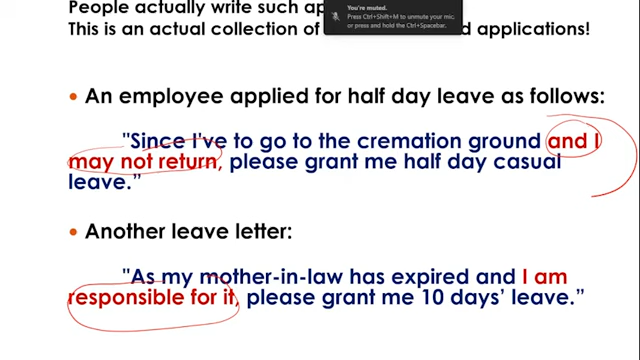 People actually write such ap
This is an actual collection of
d applications!
You're muted.
Press Ctrl+Shift+M to unmute your mic,
or press and hold the Ctrl+Spacebar.
• An employee applied for half day leave as follows:
"Since I've to go to the cremation ground and I
may not return, please grant me half day casual
leave.”
• Another leave letter:
"As my mother-in-law has expired and I am
responsible for it, please grant me 10 days’ leave.”